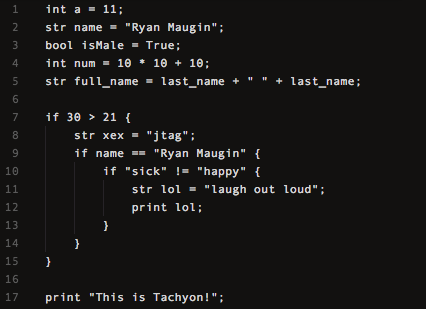 1 int a = 11;
2 str name = "Ryan Maugin";
3 bool isMale = True;
4 int num = 10 * 10 + 10;
5 str full_name = last_name + " " + last_name;
6
7 if 30 > 21 {
8     str xex = "jtag";
9     if name == "Ryan Maugin" {
10         if "sick" != "happy" {
11             str lol = "laugh out loud";
12             print lol;
13         }
14     }
15 }
16
17 print "This is Tachyon!";